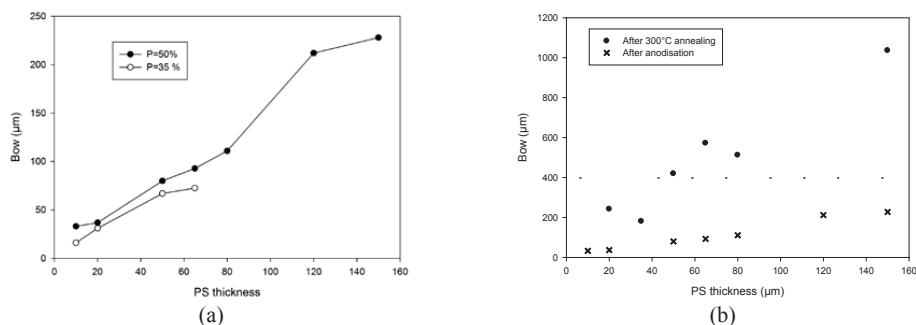 250
200
150
100
50
0
Bow (µm)
P=50%
P=35 %
0 20 40 60 80 100 120 140 160
PS thickness
(a)
1200
1000
800
600
400
200
0
Bow (µm)
After 300°C annealing
After anodisation
0 20 40 60 80 100 120 140 160
PS thickness (µm)
(b)